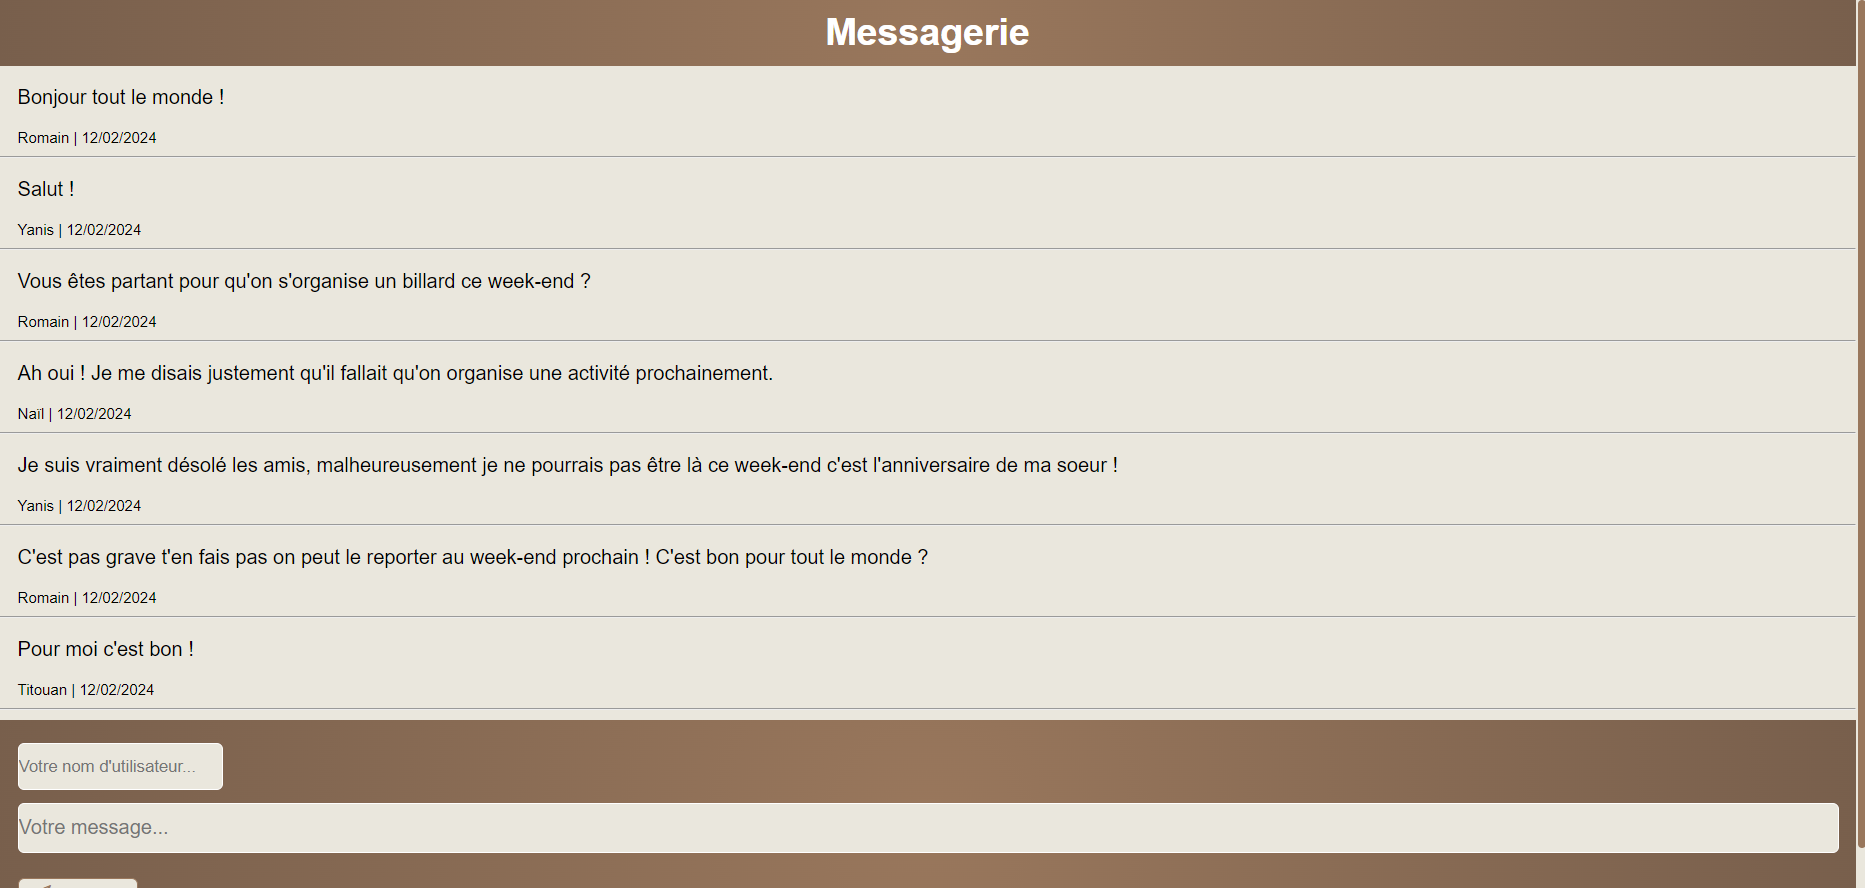 Messagerie
Bonjour tout le monde !
Romain | 12/02/2024
Salut !
Yanis | 12/02/2024
Vous êtes partant pour qu'on s'organise un billard ce week-end ?
Romain | 12/02/2024
Ah oui ! Je me disais justement qu'il fallait qu'on organise une activité prochainement.
Naïl | 12/02/2024
Je suis vraiment désolé les amis, malheureusement je ne pourrais pas être là ce week-end c'est l'anniversaire de ma soeur !
Yanis | 12/02/2024
C'est pas grave t'en fais pas on peut le reporter au week-end prochain ! C'est bon pour tout le monde ?
Romain | 12/02/2024
Pour moi c'est bon !
Titouan | 12/02/2024
Votre nom d'utilisateur...
Votre message...